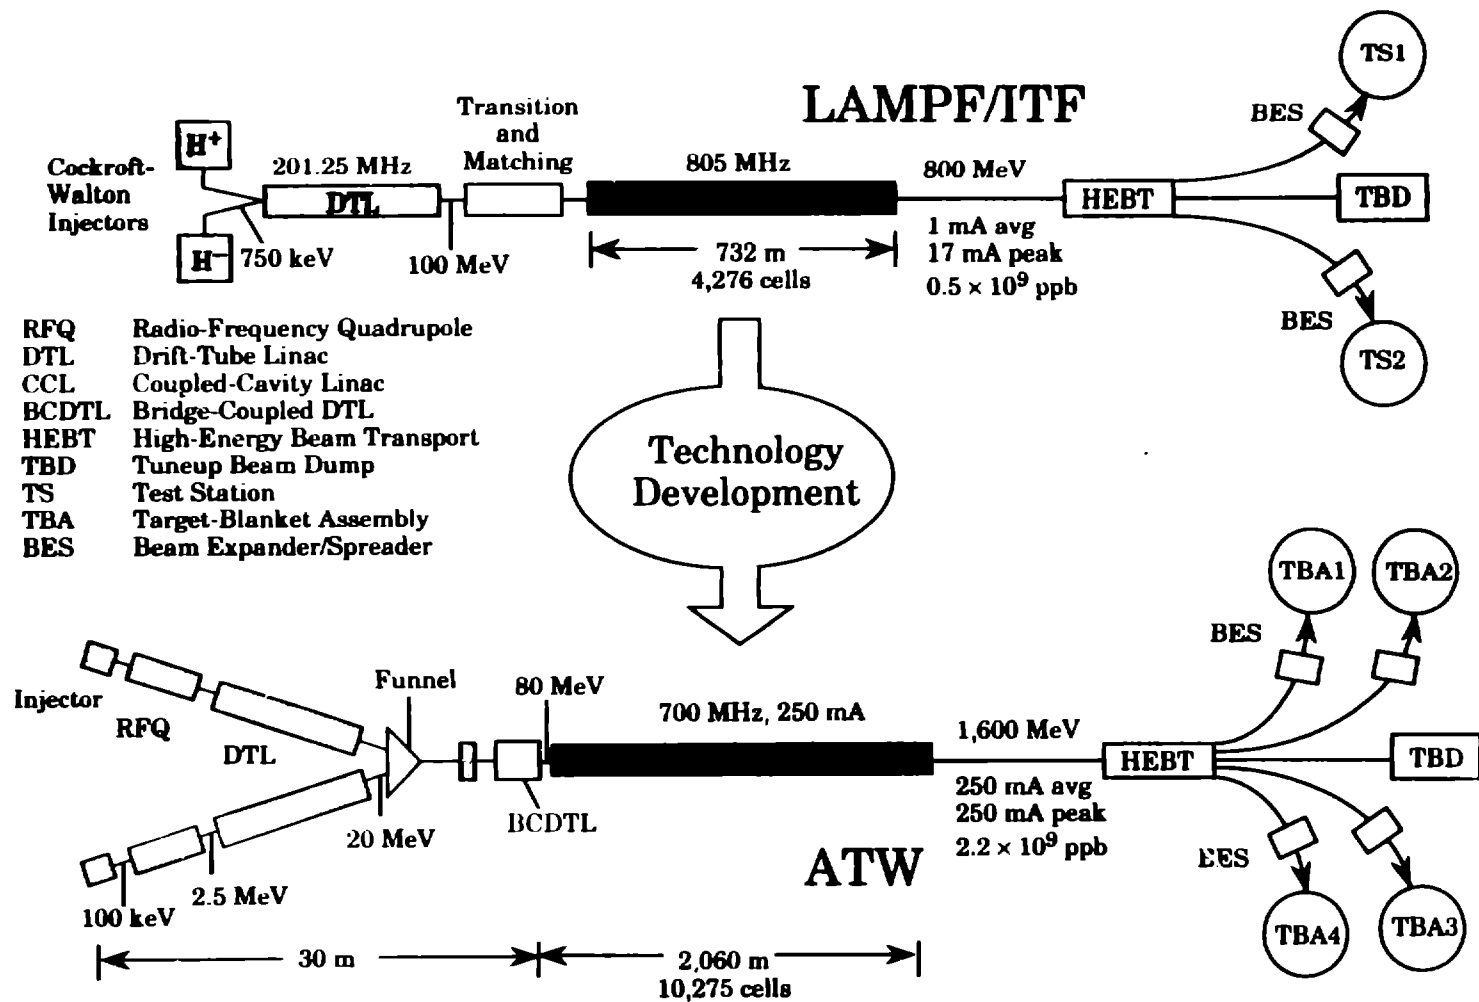 LAMPF/ITF
Cockroft-
Walton
Injectors
H+
H−
750 keV
201.25 MHz
DTL
100 MeV
Transition
and
Matching
805 MHz
732 m
4,276 cells
800 MeV
1 mA avg
17 mA peak
0.5 × 10⁹ ppb
HEBT
BES
TS1
TBD
BES
TS2
RFQ Radio-Frequency Quadrupole
DTL Drift-Tube Linac
CCL Coupled-Cavity Linac
BCDTL Bridge-Coupled DTL
HEBT High-Energy Beam Transport
TBD Tuneup Beam Dump
TS Test Station
TBA Target-Blanket Assembly
BES Beam Expander/Spreader
Technology
Development
Injector
RFQ
DTL
Funnel
80 MeV
700 MHz, 250 mA
1,600 MeV
HEBT
BES
TBA1
TBA2
TBD
100 keV
2.5 MeV
20 MeV
BCDTL
250 mA avg
250 mA peak
2.2 × 10⁹ ppb
ATW
BES
TBA4
TBA3
30 m
2,060 m
10,275 cells